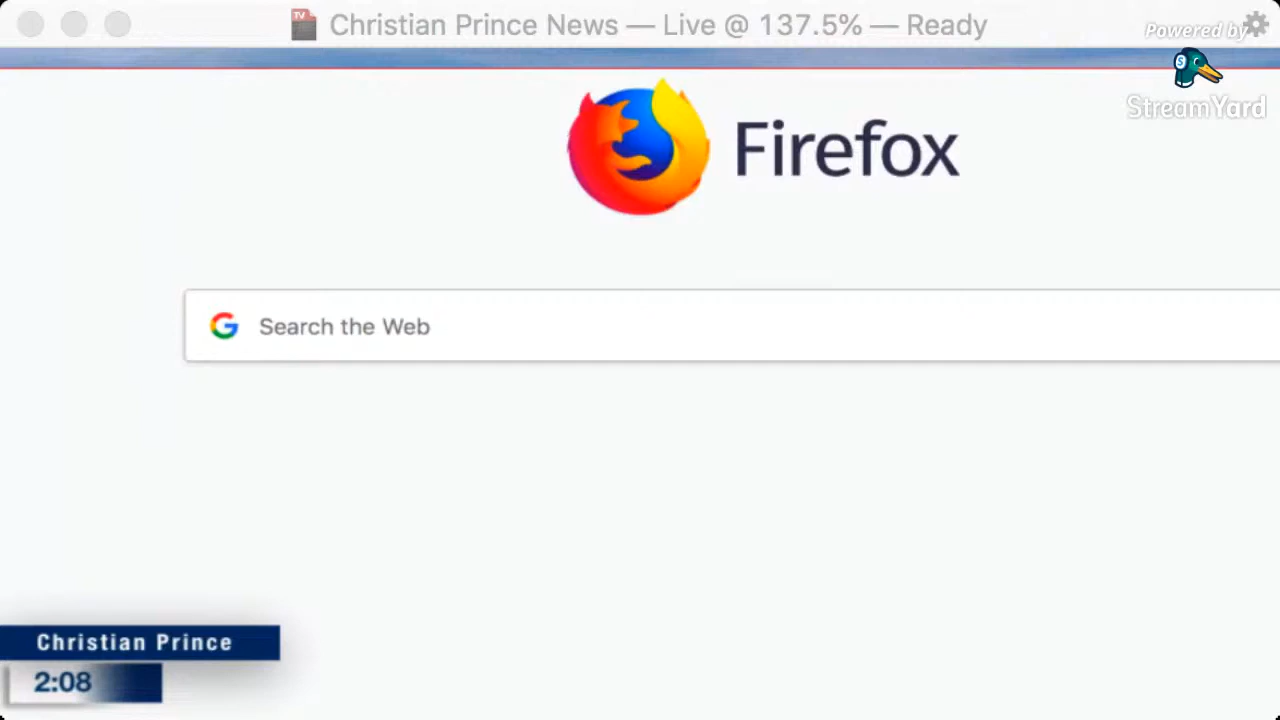 Christian Prince News — Live @ 137.5% — Ready
Powered by
StreamYard
Firefox
Search the Web
Christian Prince
2:08